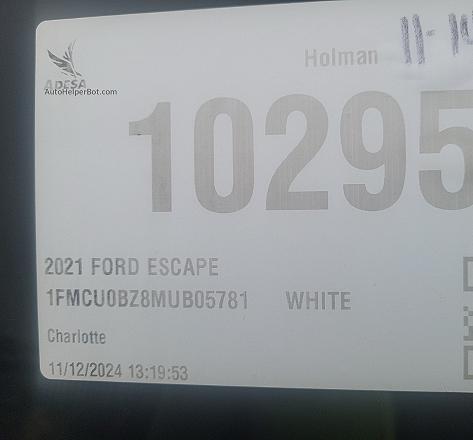 Holman
ADESA
AutoHelperBot.com
10295
2021 FORD ESCAPE
1FMCU0BZ8MUB05781 WHITE
Charlotte
11/12/2024 13:19:53